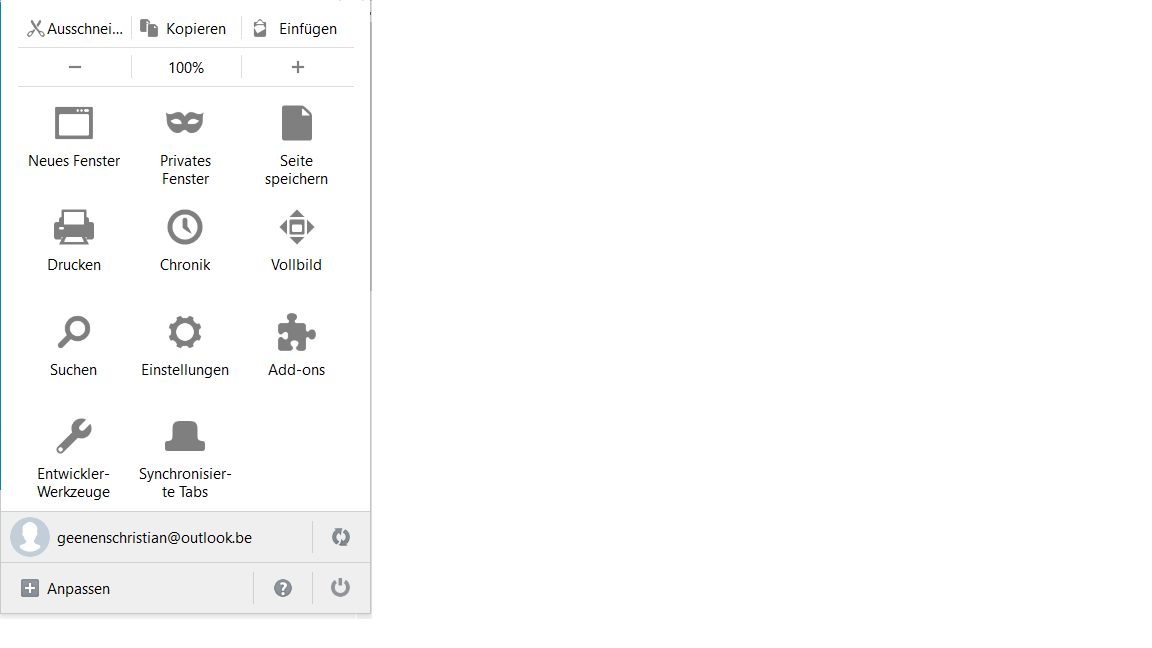 Ausschnei... Kopieren Einfügen
− 100% +
Neues Fenster Privates Fenster Seite speichern
Drucken Chronik Vollbild
Suchen Einstellungen Add-ons
Entwickler-Werkzeuge Synchronisier-te Tabs
geenenschristian@outlook.be
Anpassen